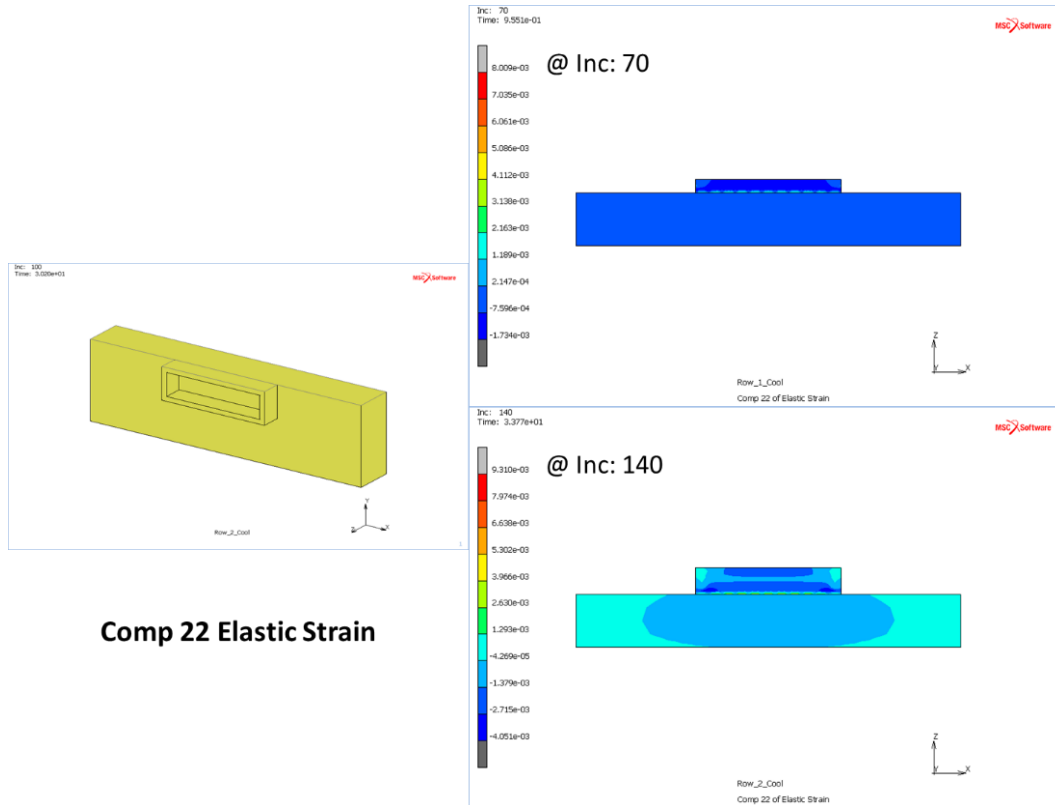 Inc: 100
Time: 3.020e+01
MSC Software
Y
Z
X
Row_2_Cool
1
Comp 22 Elastic Strain
Inc: 70
Time: 9.551e-01
MSC Software
@ Inc: 70
8.009e-03
7.035e-03
6.061e-03
5.086e-03
4.112e-03
3.138e-03
2.163e-03
1.189e-03
2.147e-04
-7.596e-04
-1.734e-03
Z
Y
X
Row_1_Cool
Comp 22 of Elastic Strain
Inc: 140
Time: 3.377e+01
MSC Software
@ Inc: 140
9.310e-03
7.974e-03
6.638e-03
5.302e-03
3.966e-03
2.630e-03
1.293e-03
-4.269e-05
-1.379e-03
-2.715e-03
-4.051e-03
Z
Y
X
Row_2_Cool
Comp 22 of Elastic Strain